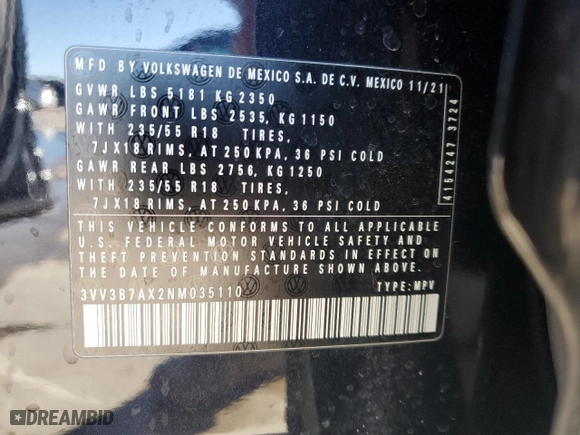 MFD BY VOLKSWAGEN DE MEXICO S.A. DE C.V. MEXICO 11/21
GVWR LBS 5181 KG 2350
GAWR FRONT LBS 2535, KG 1150
WITH 235/55 R18 TIRES,
7JX18 RIMS, AT 250 KPA, 36 PSI COLD
GAWR REAR LBS 2756, KG 1250
WITH 235/55 R18 TIRES,
7JX18 RIMS, AT 250 KPA, 36 PSI COLD
THIS VEHICLE CONFORMS TO ALL APPLICABLE
U.S. FEDERAL MOTOR VEHICLE SAFETY AND
THEFT PREVENTION STANDARDS IN EFFECT ON
THE DATE OF MANUFACTURE SHOWN ABOVE.
3VV3B7AX2NM035110 TYPE: MPV
4154247 3724
DREAMBID